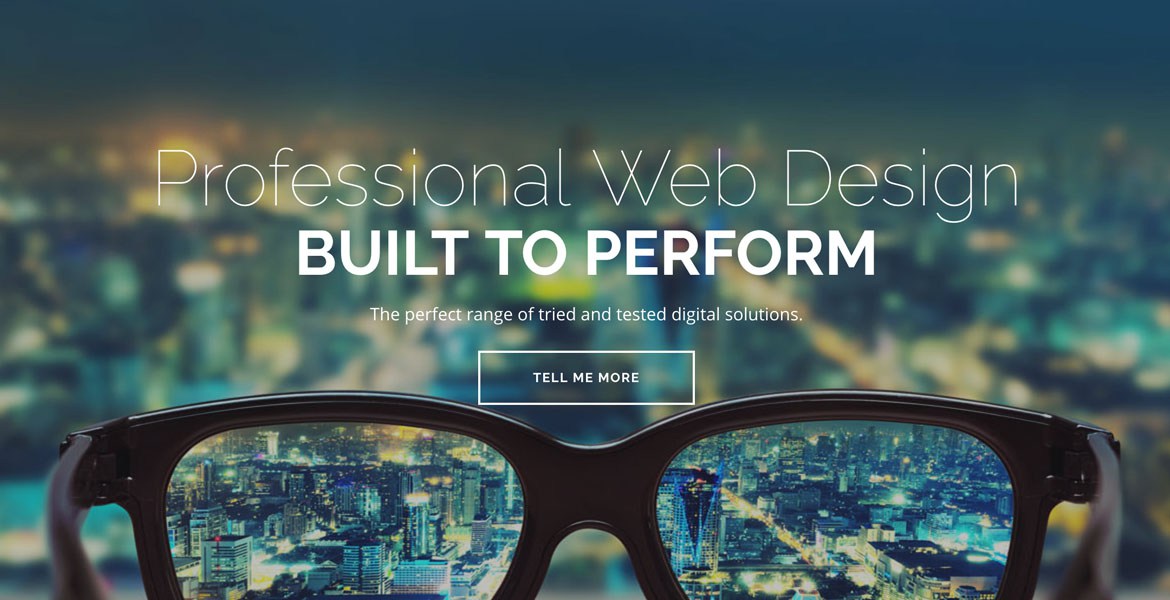 Professional Web Design
BUILT TO PERFORM
The perfect range of tried and tested digital solutions.
TELL ME MORE